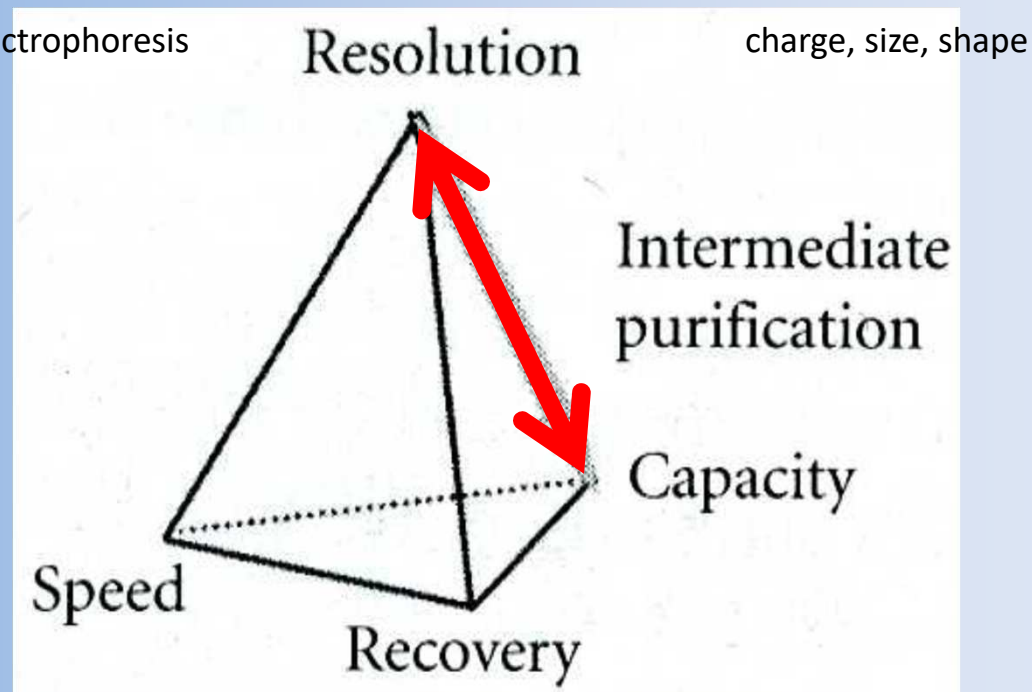 ctrophoresis
charge, size, shape
Resolution
Intermediate
purification
Capacity
Speed
Recovery